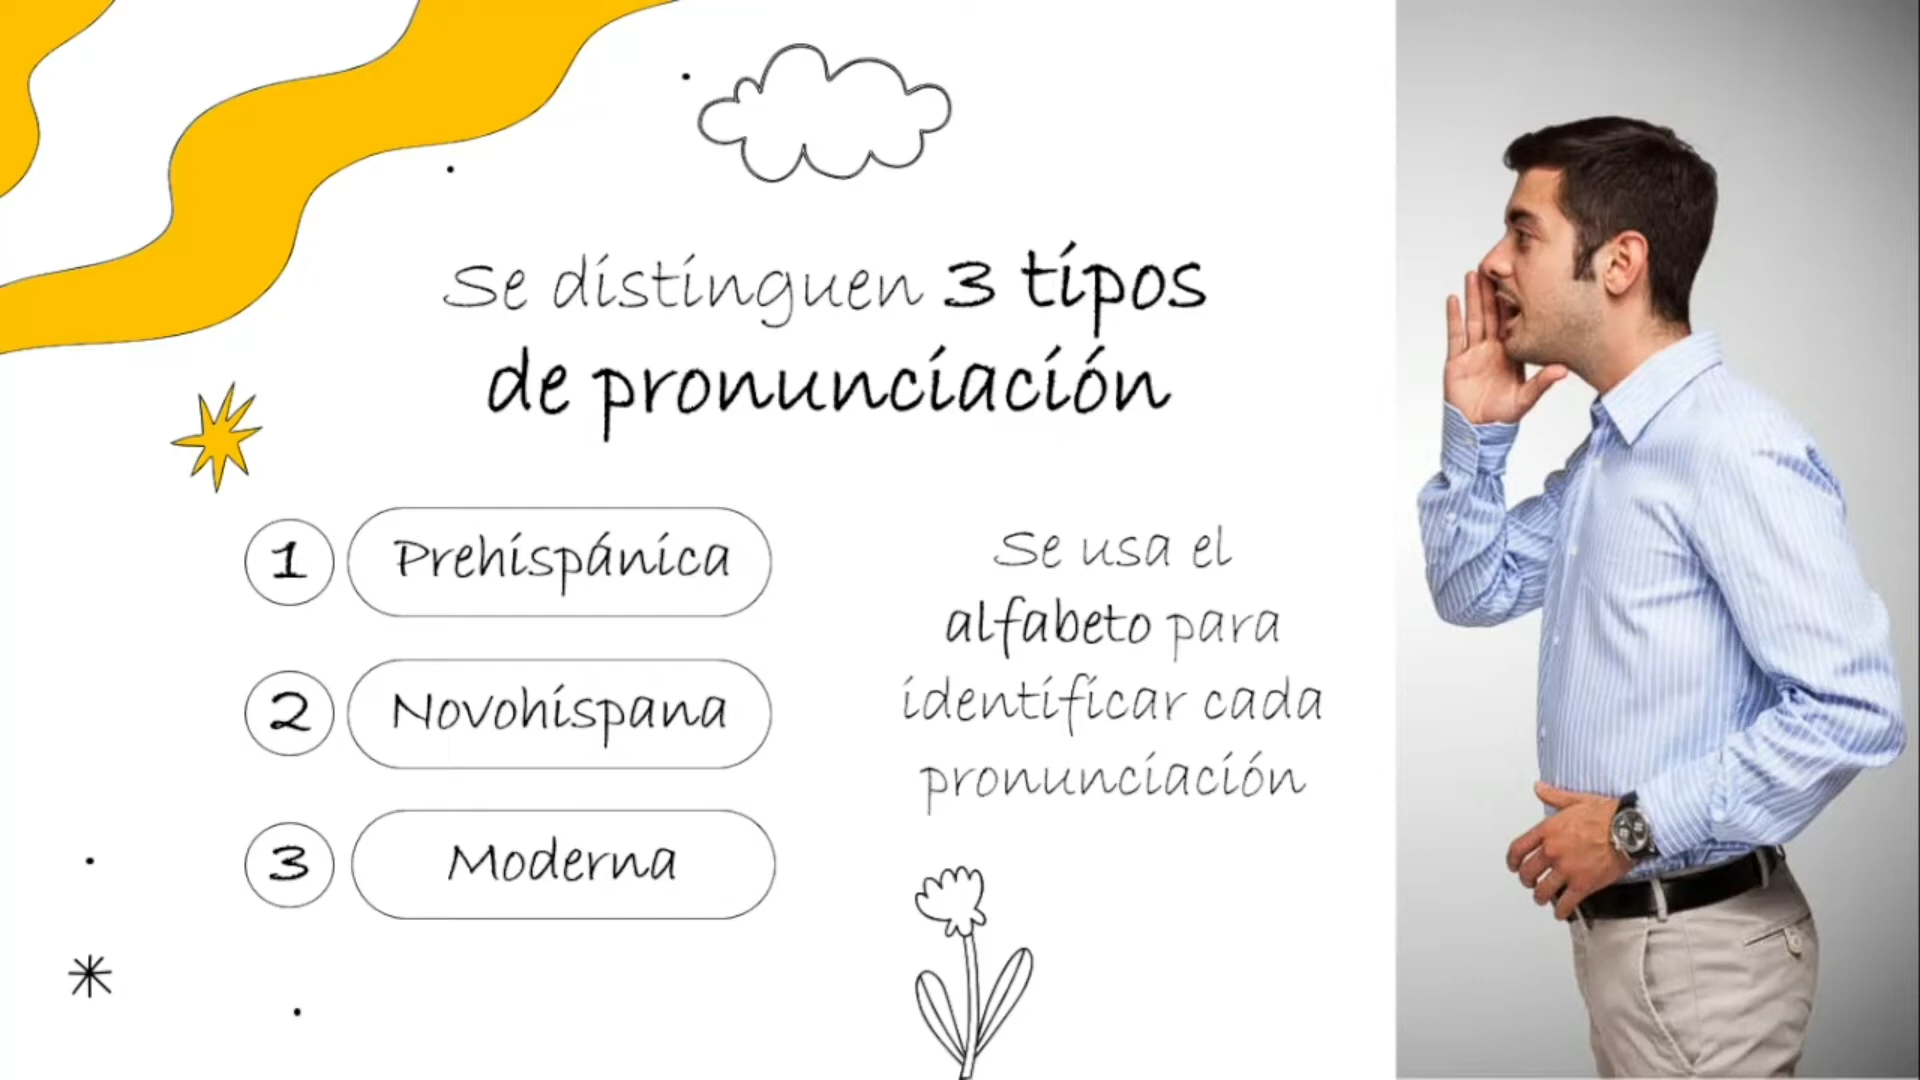 Se distinguen 3 tipos
de pronunciación
1 Prehispánica
2 Novohispana
3 Moderna
Se usa el
alfabeto para
identificar cada
pronunciación